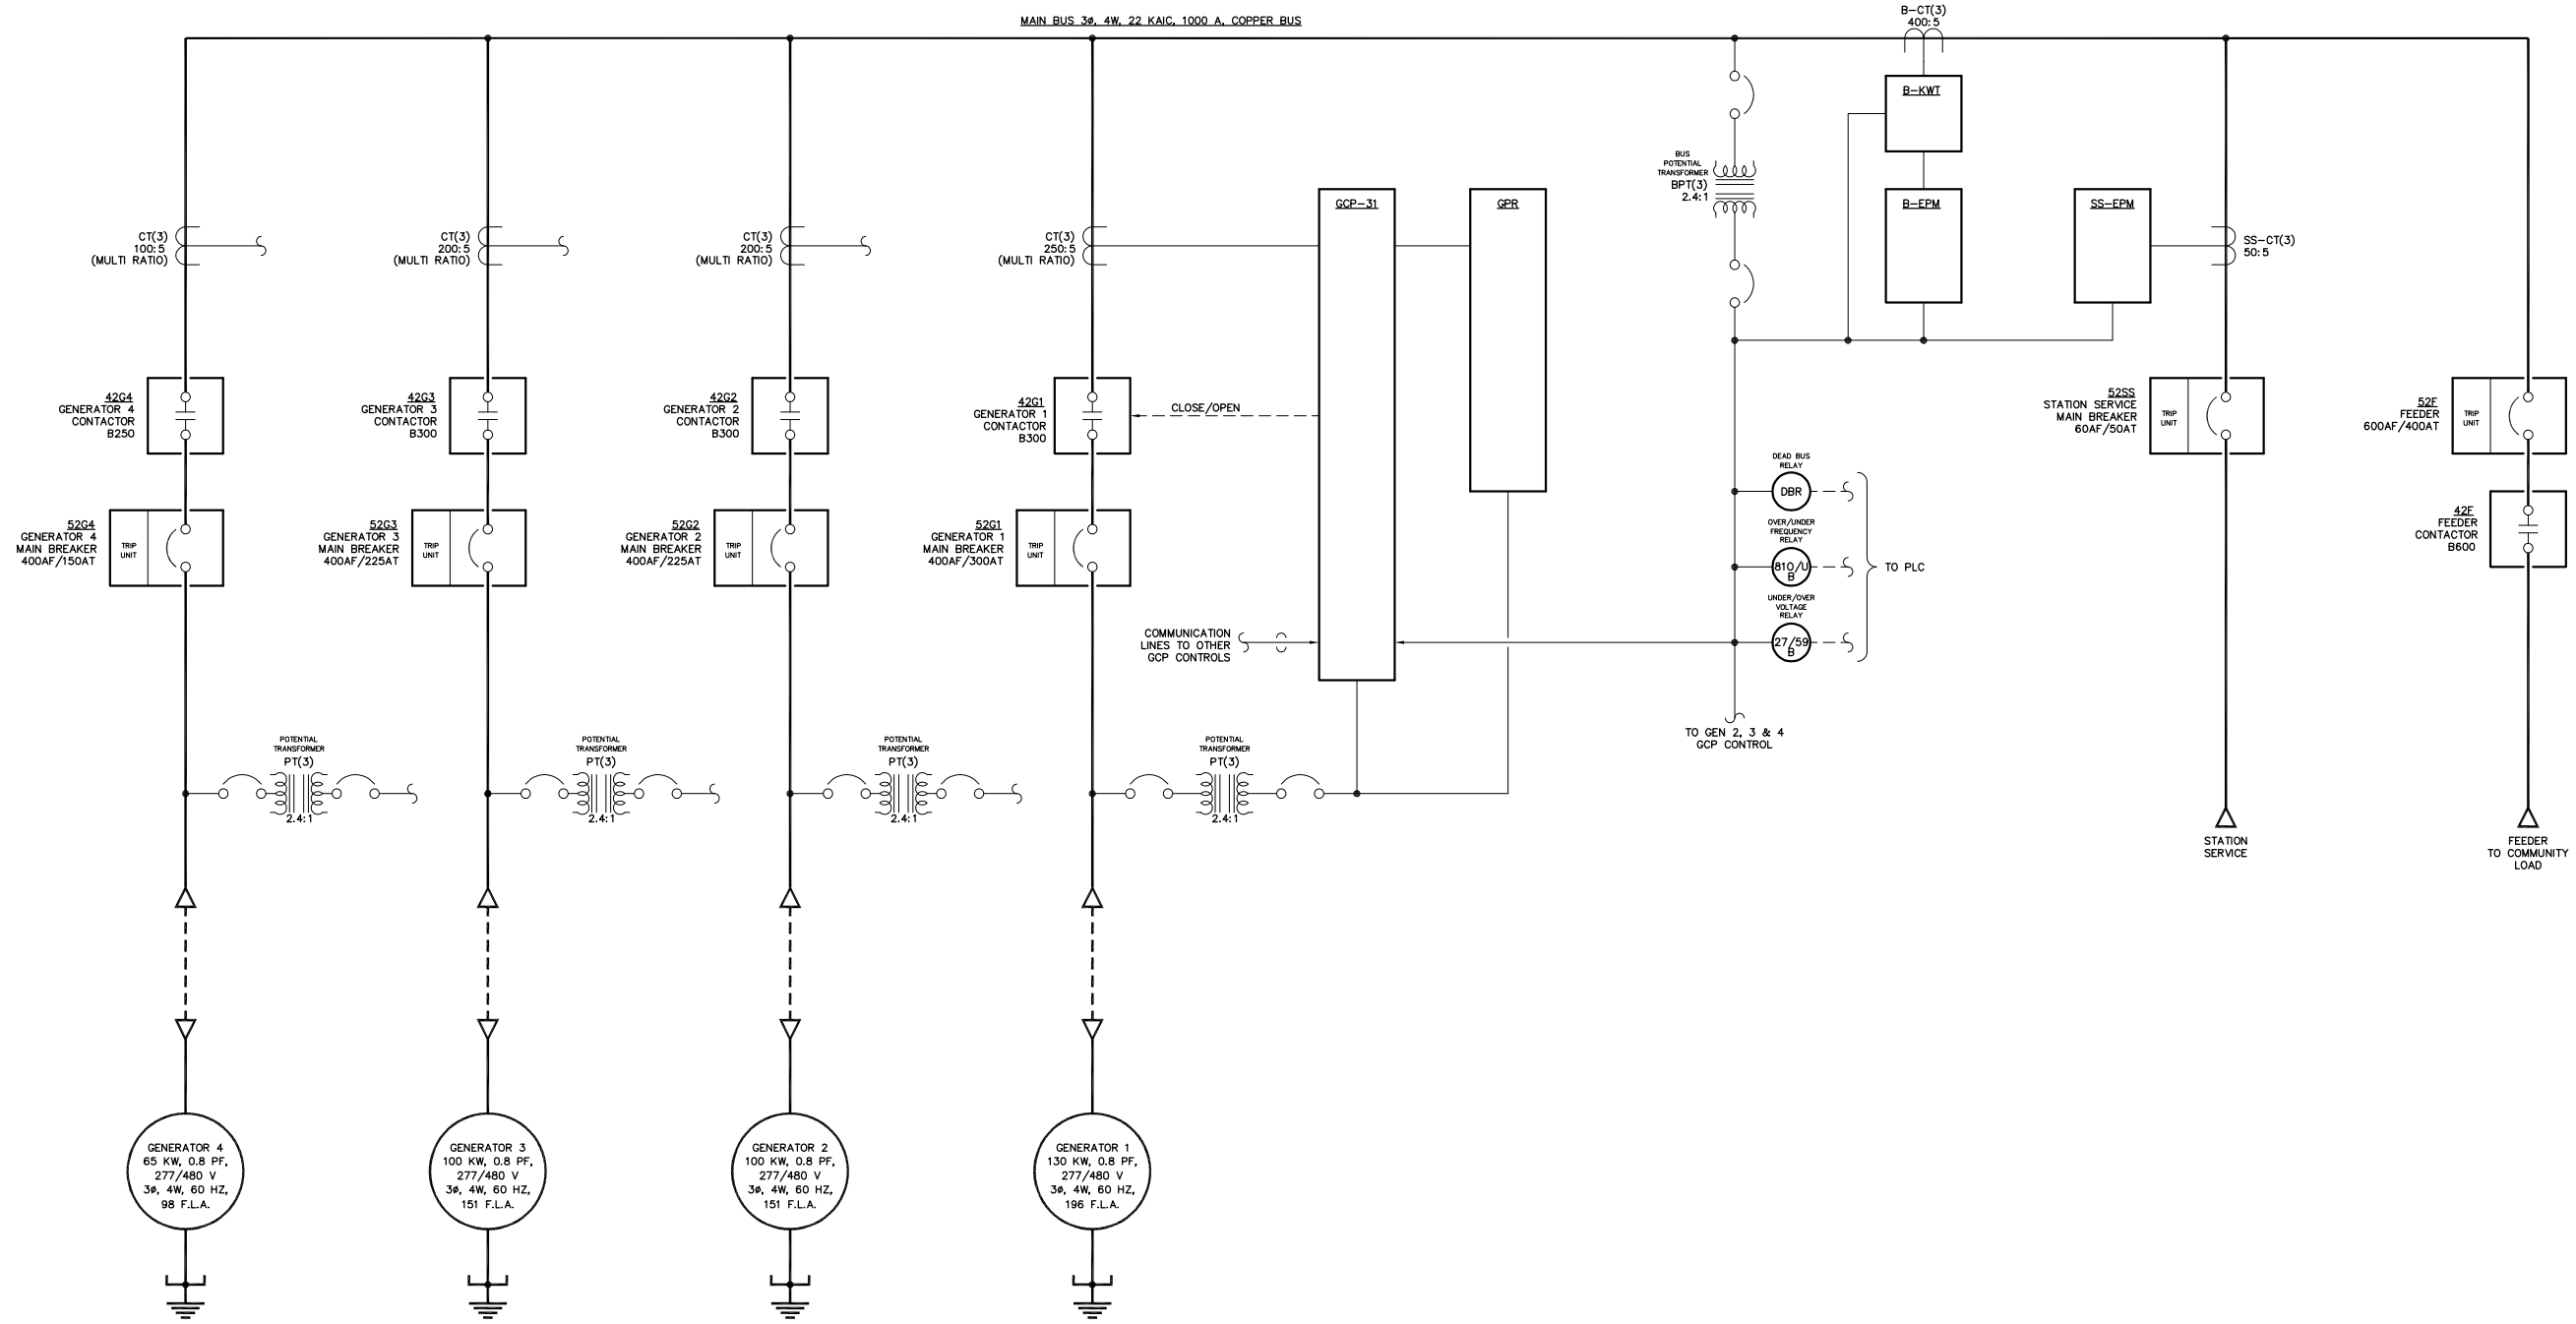 MAIN BUS 3ø, 4W, 22 KAIC, 1000 A, COPPER BUS
B-CT(3)
400:5
B-KWT
BUS
POTENTIAL
TRANSFORMER
BPT(3)
2.4:1
GCP-31
GPR
B-EPM
SS-EPM
CT(3)
100:5
(MULTI RATIO)
CT(3)
200:5
(MULTI RATIO)
CT(3)
200:5
(MULTI RATIO)
CT(3)
250:5
(MULTI RATIO)
SS-CT(3)
50:5
42G4
GENERATOR 4
CONTACTOR
B250
42G3
GENERATOR 3
CONTACTOR
B300
42G2
GENERATOR 2
CONTACTOR
B300
42G1
GENERATOR 1
CONTACTOR
B300
CLOSE/OPEN
52SS
STATION SERVICE
MAIN BREAKER
60AF/50AT
TRIP
UNIT
52F
FEEDER
600AF/400AT
TRIP
UNIT
DEAD BUS
RELAY
DBR
OVER/UNDER
FREQUENCY
RELAY
81O/U
B
UNDER/OVER
VOLTAGE
RELAY
27/59
B
TO PLC
42F
FEEDER
CONTACTOR
B600
52G4
GENERATOR 4
MAIN BREAKER
400AF/150AT
TRIP
UNIT
52G3
GENERATOR 3
MAIN BREAKER
400AF/225AT
TRIP
UNIT
52G2
GENERATOR 2
MAIN BREAKER
400AF/225AT
TRIP
UNIT
52G1
GENERATOR 1
MAIN BREAKER
400AF/300AT
TRIP
UNIT
COMMUNICATION
LINES TO OTHER
GCP CONTROLS
TO GEN 2, 3 & 4
GCP CONTROL
POTENTIAL
TRANSFORMER
PT(3)
2.4:1
POTENTIAL
TRANSFORMER
PT(3)
2.4:1
POTENTIAL
TRANSFORMER
PT(3)
2.4:1
POTENTIAL
TRANSFORMER
PT(3)
2.4:1
STATION
SERVICE
FEEDER
TO COMMUNITY
LOAD
GENERATOR 4
65 KW, 0.8 PF,
277/480 V
3ø, 4W, 60 HZ,
98 F.L.A.
GENERATOR 3
100 KW, 0.8 PF,
277/480 V
3ø, 4W, 60 HZ,
151 F.L.A.
GENERATOR 2
100 KW, 0.8 PF,
277/480 V
3ø, 4W, 60 HZ,
151 F.L.A.
GENERATOR 1
130 KW, 0.8 PF,
277/480 V
3ø, 4W, 60 HZ,
196 F.L.A.